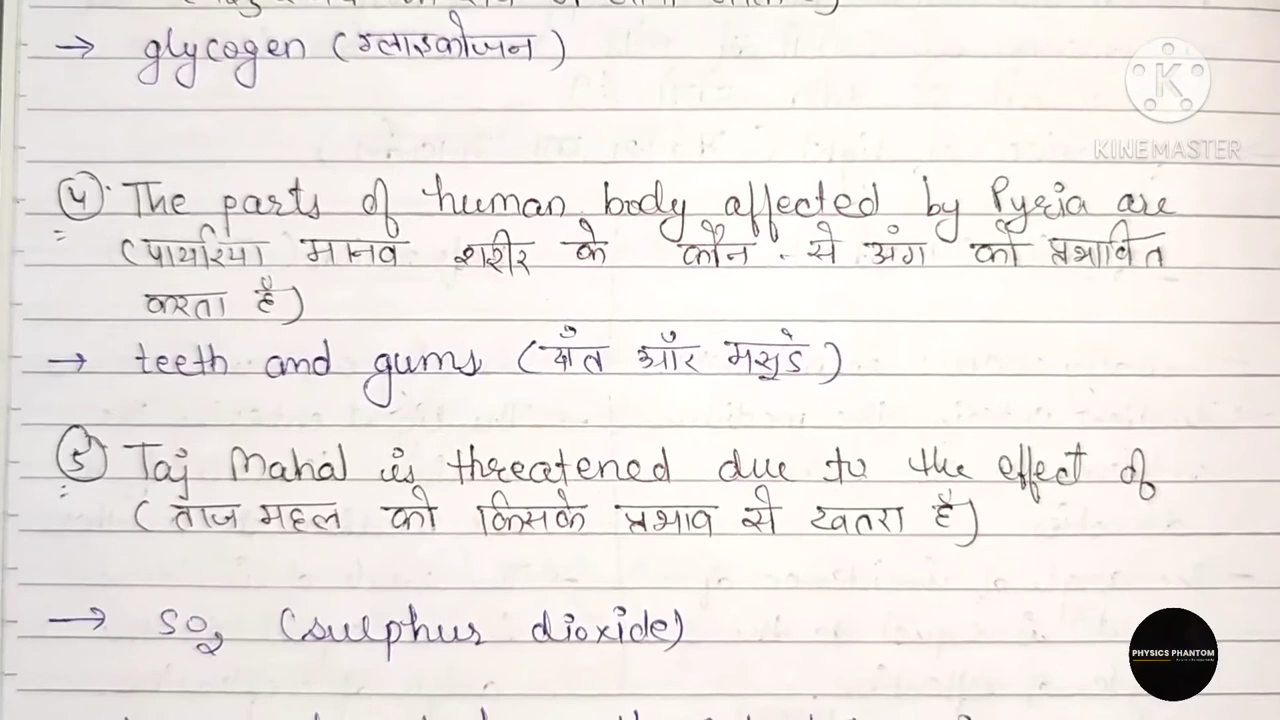 → glycogen (ग्लाइकोजन)
K
KINEMASTER
④ The parts of human body affected by Pyria are
(पायरिया मानव शरीर के कौन - से अंग को प्रभावित
करता है)
→ teeth and gums (दाँत और मसूडे)
⑤ Taj Mahal is threatened due to the effect of
(ताज महल को किसके प्रभाव से खतरा है)
→ SO2 (sulphur dioxide)
PHYSICS PHANTOM